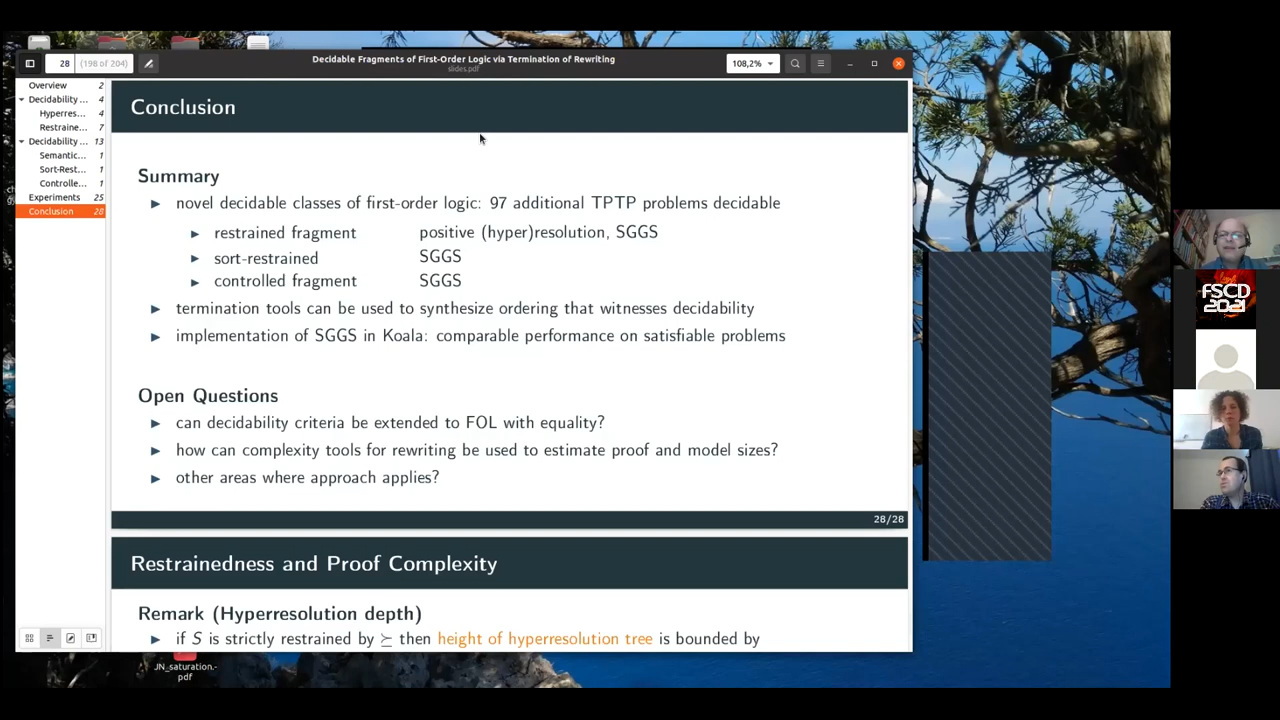 28 (198 of 204)
Decidable Fragments of First-Order Logic via Termination of Rewriting
slides.pdf
108,2%
Overview 2
Decidability ... 4
Hyperres... 4
Restraine... 7
Decidability ... 13
Semantic... 1
Sort-Rest... 1
Controlle... 1
Experiments 25
Conclusion 28
Conclusion
Summary
novel decidable classes of first-order logic: 97 additional TPTP problems decidable
restrained fragment positive (hyper)resolution, SGGS
sort-restrained SGGS
controlled fragment SGGS
termination tools can be used to synthesize ordering that witnesses decidability
implementation of SGGS in Koala: comparable performance on satisfiable problems
Open Questions
can decidability criteria be extended to FOL with equality?
how can complexity tools for rewriting be used to estimate proof and model sizes?
other areas where approach applies?
28/28
Restrainedness and Proof Complexity
Remark (Hyperresolution depth)
if S is strictly restrained by ⪰ then height of hyperresolution tree is bounded by
JN_saturation.-
pdf
FSCD
2021